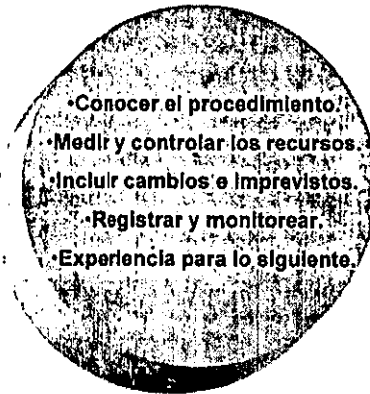 •Conocer el procedimiento.
•Medir y controlar los recursos.
•Incluir cambios e imprevistos.
•Registrar y monitorear.
•Experiencia para lo siguiente.